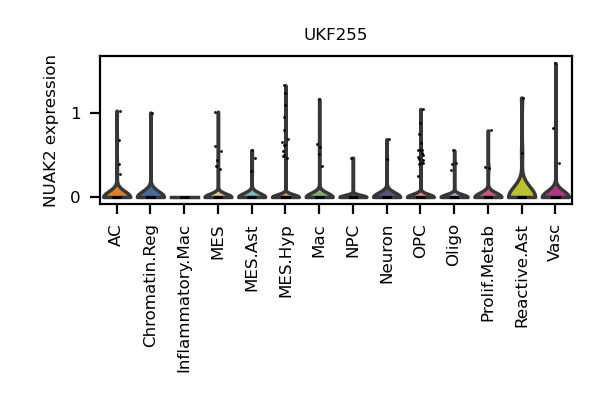 UKF255
NUAK2 expression
1
0
AC
Chromatin.Reg
Inflammatory.Mac
MES
MES.Ast
MES.Hyp
Mac
NPC
Neuron
OPC
Oligo
Prolif.Metab
Reactive.Ast
Vasc